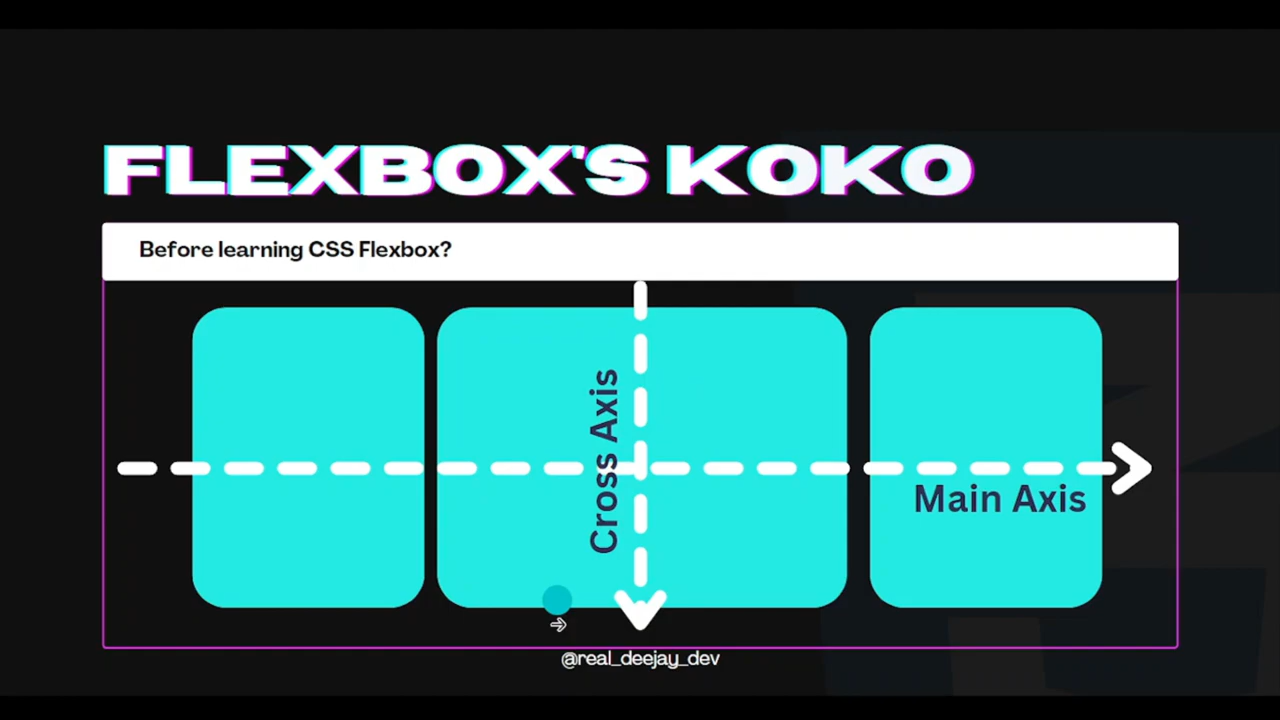 FLEXBOX'S KOKO
Before learning CSS Flexbox?
Cross Axis
Main Axis
@real_deejay_dev